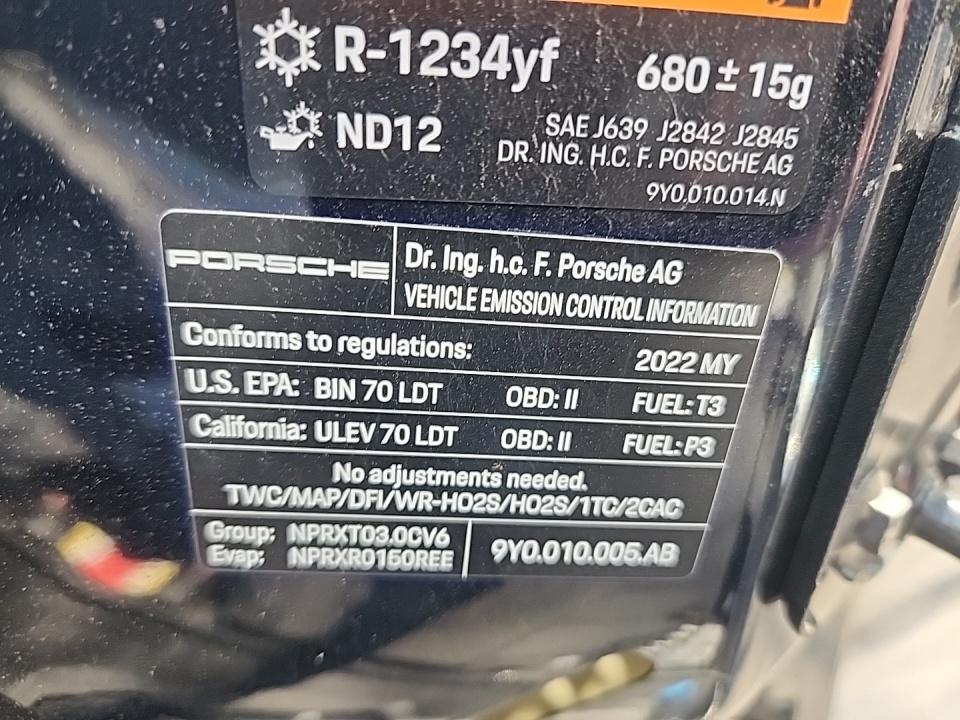 R-1234yf 680 ± 15g
ND12 SAE J639 J2842 J2845
DR. ING. H.C. F. PORSCHE AG
9Y0.010.014.N
PORSCHE Dr. Ing. h.c. F. Porsche AG
VEHICLE EMISSION CONTROL INFORMATION
Conforms to regulations: 2022 MY
U.S. EPA: BIN 70 LDT OBD: II FUEL: T3
California: ULEV 70 LDT OBD: II FUEL: P3
No adjustments needed.
TWC/MAP/DFI/WR-HO2S/HO2S/1TC/2CAC
Group: NPRXT03.0CV6
Evap: NPRXR0150REE 9Y0.010.005.AB